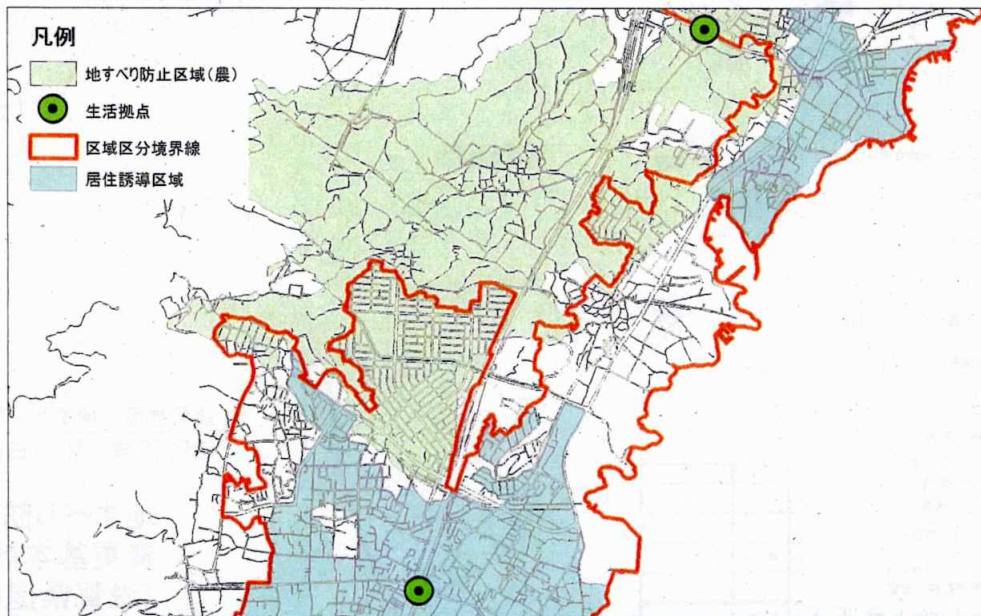 凡例
地すべり防止区域(農)
生活拠点
区域区分境界線
居住誘導区域